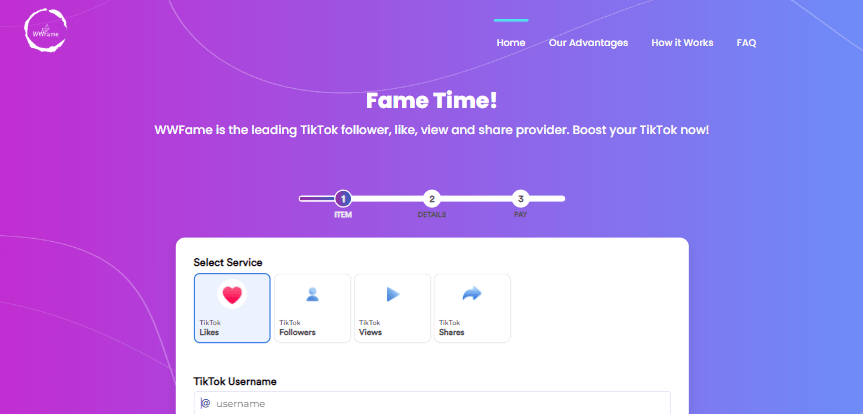 WWFame
Home Our Advantages How it Works FAQ
Fame Time!
WWFame is the leading TikTok follower, like, view and share provider. Boost your TikTok now!
1 2 3
ITEM DETAILS PAY
Select Service
TikTok TikTok TikTok TikTok
Likes Followers Views Shares
TikTok Username
@ username